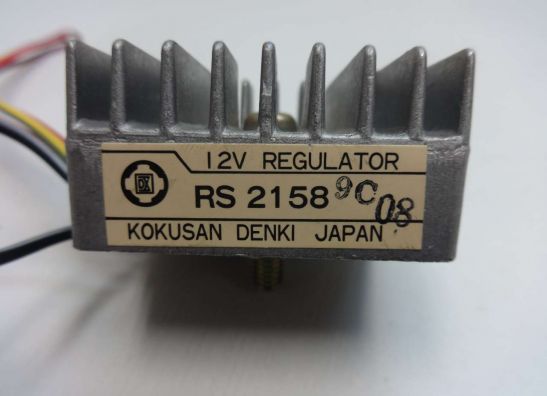 12V REGULATOR
RS 2158 9C 08
KOKUSAN DENKI JAPAN